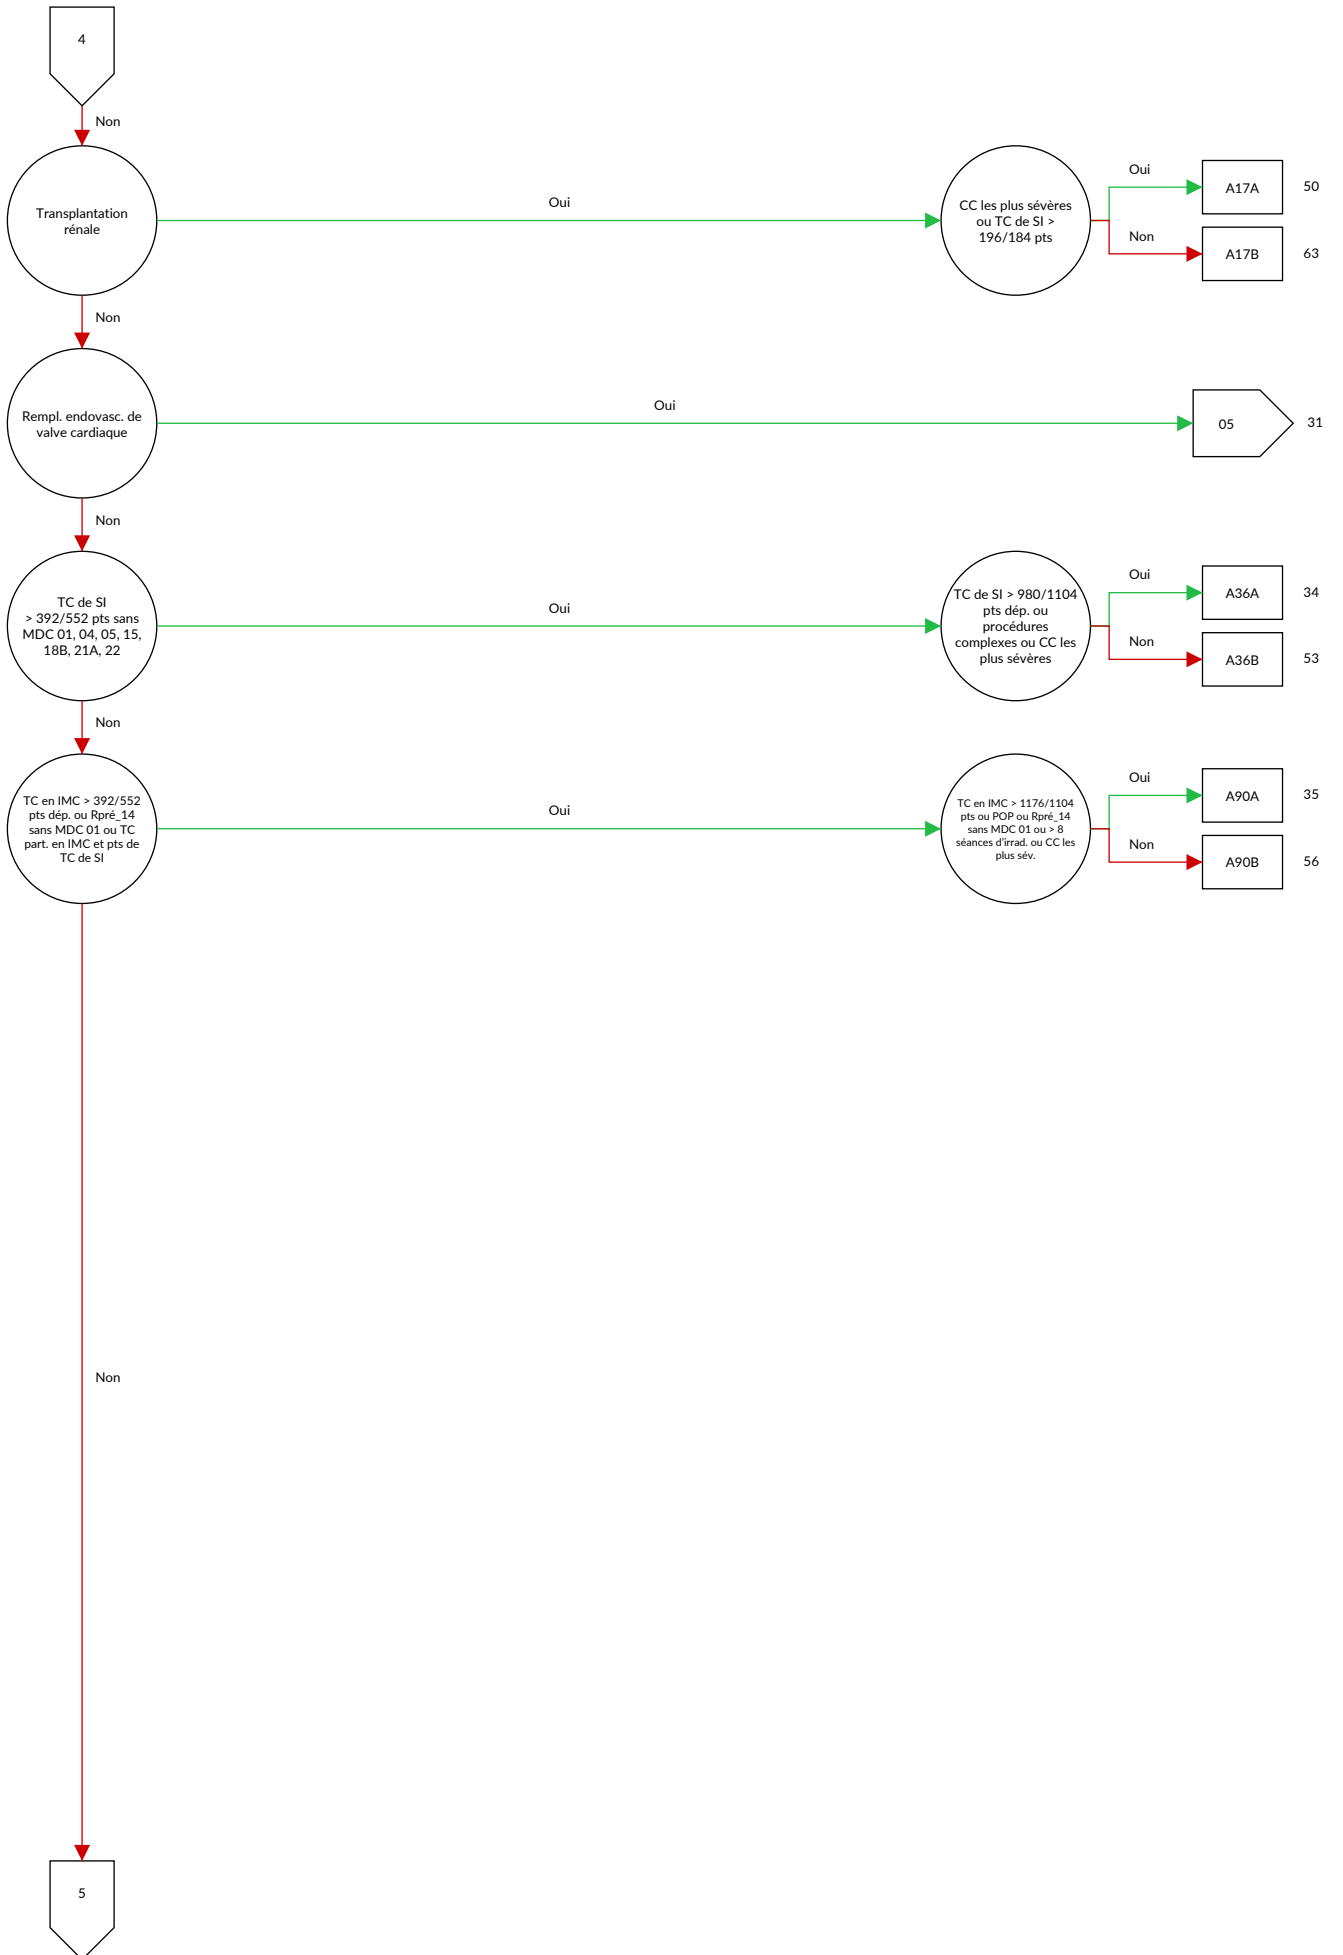 4
Non
Transplantation
rénale
Oui
CC les plus sévères
ou TC de SI >
196/184 pts
Oui
A17A
50
Non
A17B
63
Non
Rempl. endovasc. de
valve cardiaque
Oui
05
31
Non
TC de SI
> 392/552 pts sans
MDC 01, 04, 05, 15,
18B, 21A, 22
Oui
TC de SI > 980/1104
pts dép. ou
procédures
complexes ou CC les
plus sévères
Oui
A36A
34
Non
A36B
53
Non
TC en IMC > 392/552
pts dép. ou Rpré_14
sans MDC 01 ou TC
part. en IMC et pts de
TC de SI
Oui
TC en IMC > 1176/1104
pts ou POP ou Rpré_14
sans MDC 01 ou > 8
séances d'irrad. ou CC les
plus sév.
Oui
A90A
35
Non
A90B
56
Non
5